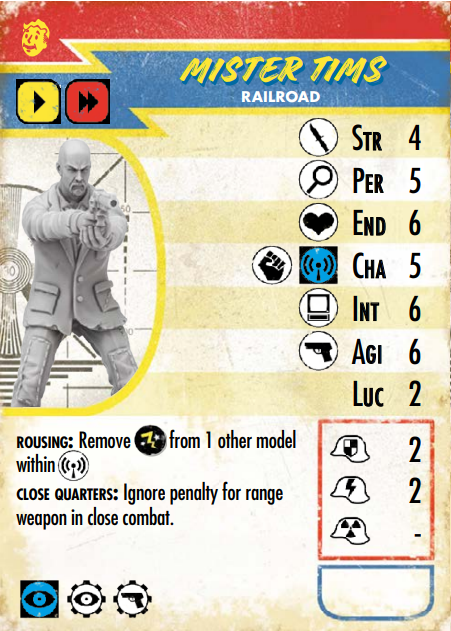 MISTER TIMS
RAILROAD
STR 4
PER 5
END 6
CHA 5
INT 6
AGI 6
LUC 2
ROUSING: Remove from 1 other model
within
CLOSE QUARTERS: Ignore penalty for range
weapon in close combat.
2
2
-